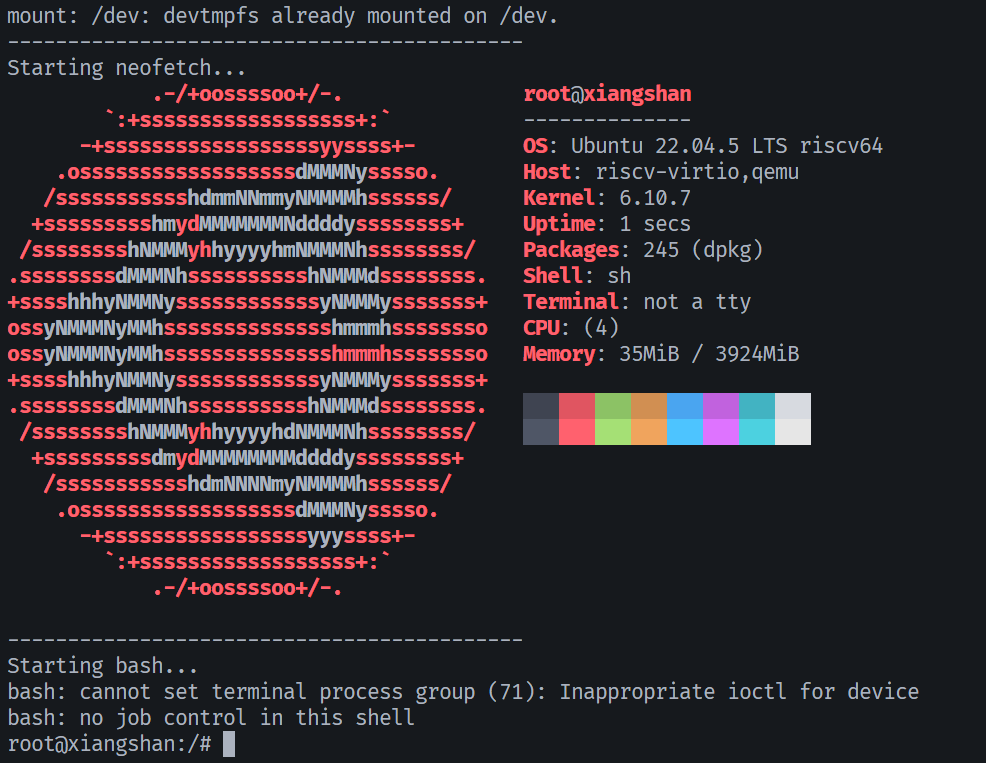 mount: /dev: devtmpfs already mounted on /dev.
-------------------------------------------
Starting neofetch...
            .-/+oossssoo+/-.               root@xiangshan
        `:+ssssssssssssssssss+:`           --------------
      -+ssssssssssssssssssyyssss+-         OS: Ubuntu 22.04.5 LTS riscv64
    .ossssssssssssssssssdMMMNysssso.       Host: riscv-virtio,qemu
   /ssssssssssshdmmNNmmyNMMMMhssssss/      Kernel: 6.10.7
  +ssssssssshmydMMMMMMMNddddyssssssss+     Uptime: 1 secs
 /sssssssshNMMMyhhyyyyhmNMMMNhssssssss/    Packages: 245 (dpkg)
.ssssssssdMMMNhsssssssssshNMMMdssssssss.   Shell: sh
+sssshhhyNMMNyssssssssssssyNMMMysssssss+   Terminal: not a tty
ossyNMMMNyMMhsssssssssssssshmmmhssssssso   CPU: (4)
ossyNMMMNyMMhsssssssssssssshmmmhssssssso   Memory: 35MiB / 3924MiB
+sssshhhyNMMNyssssssssssssyNMMMysssssss+
.ssssssssdMMMNhsssssssssshNMMMdssssssss.
 /sssssssshNMMMyhhyyyyhdNMMMNhssssssss/
  +sssssssssdmydMMMMMMMMddddyssssssss+
   /ssssssssssshdmNNNNmyNMMMMhssssss/
    .ossssssssssssssssssdMMMNysssso.
      -+sssssssssssssssssyyyssss+-
        `:+ssssssssssssssssss+:`
            .-/+oossssoo+/-.
-------------------------------------------
Starting bash...
bash: cannot set terminal process group (71): Inappropriate ioctl for device
bash: no job control in this shell
root@xiangshan:/#